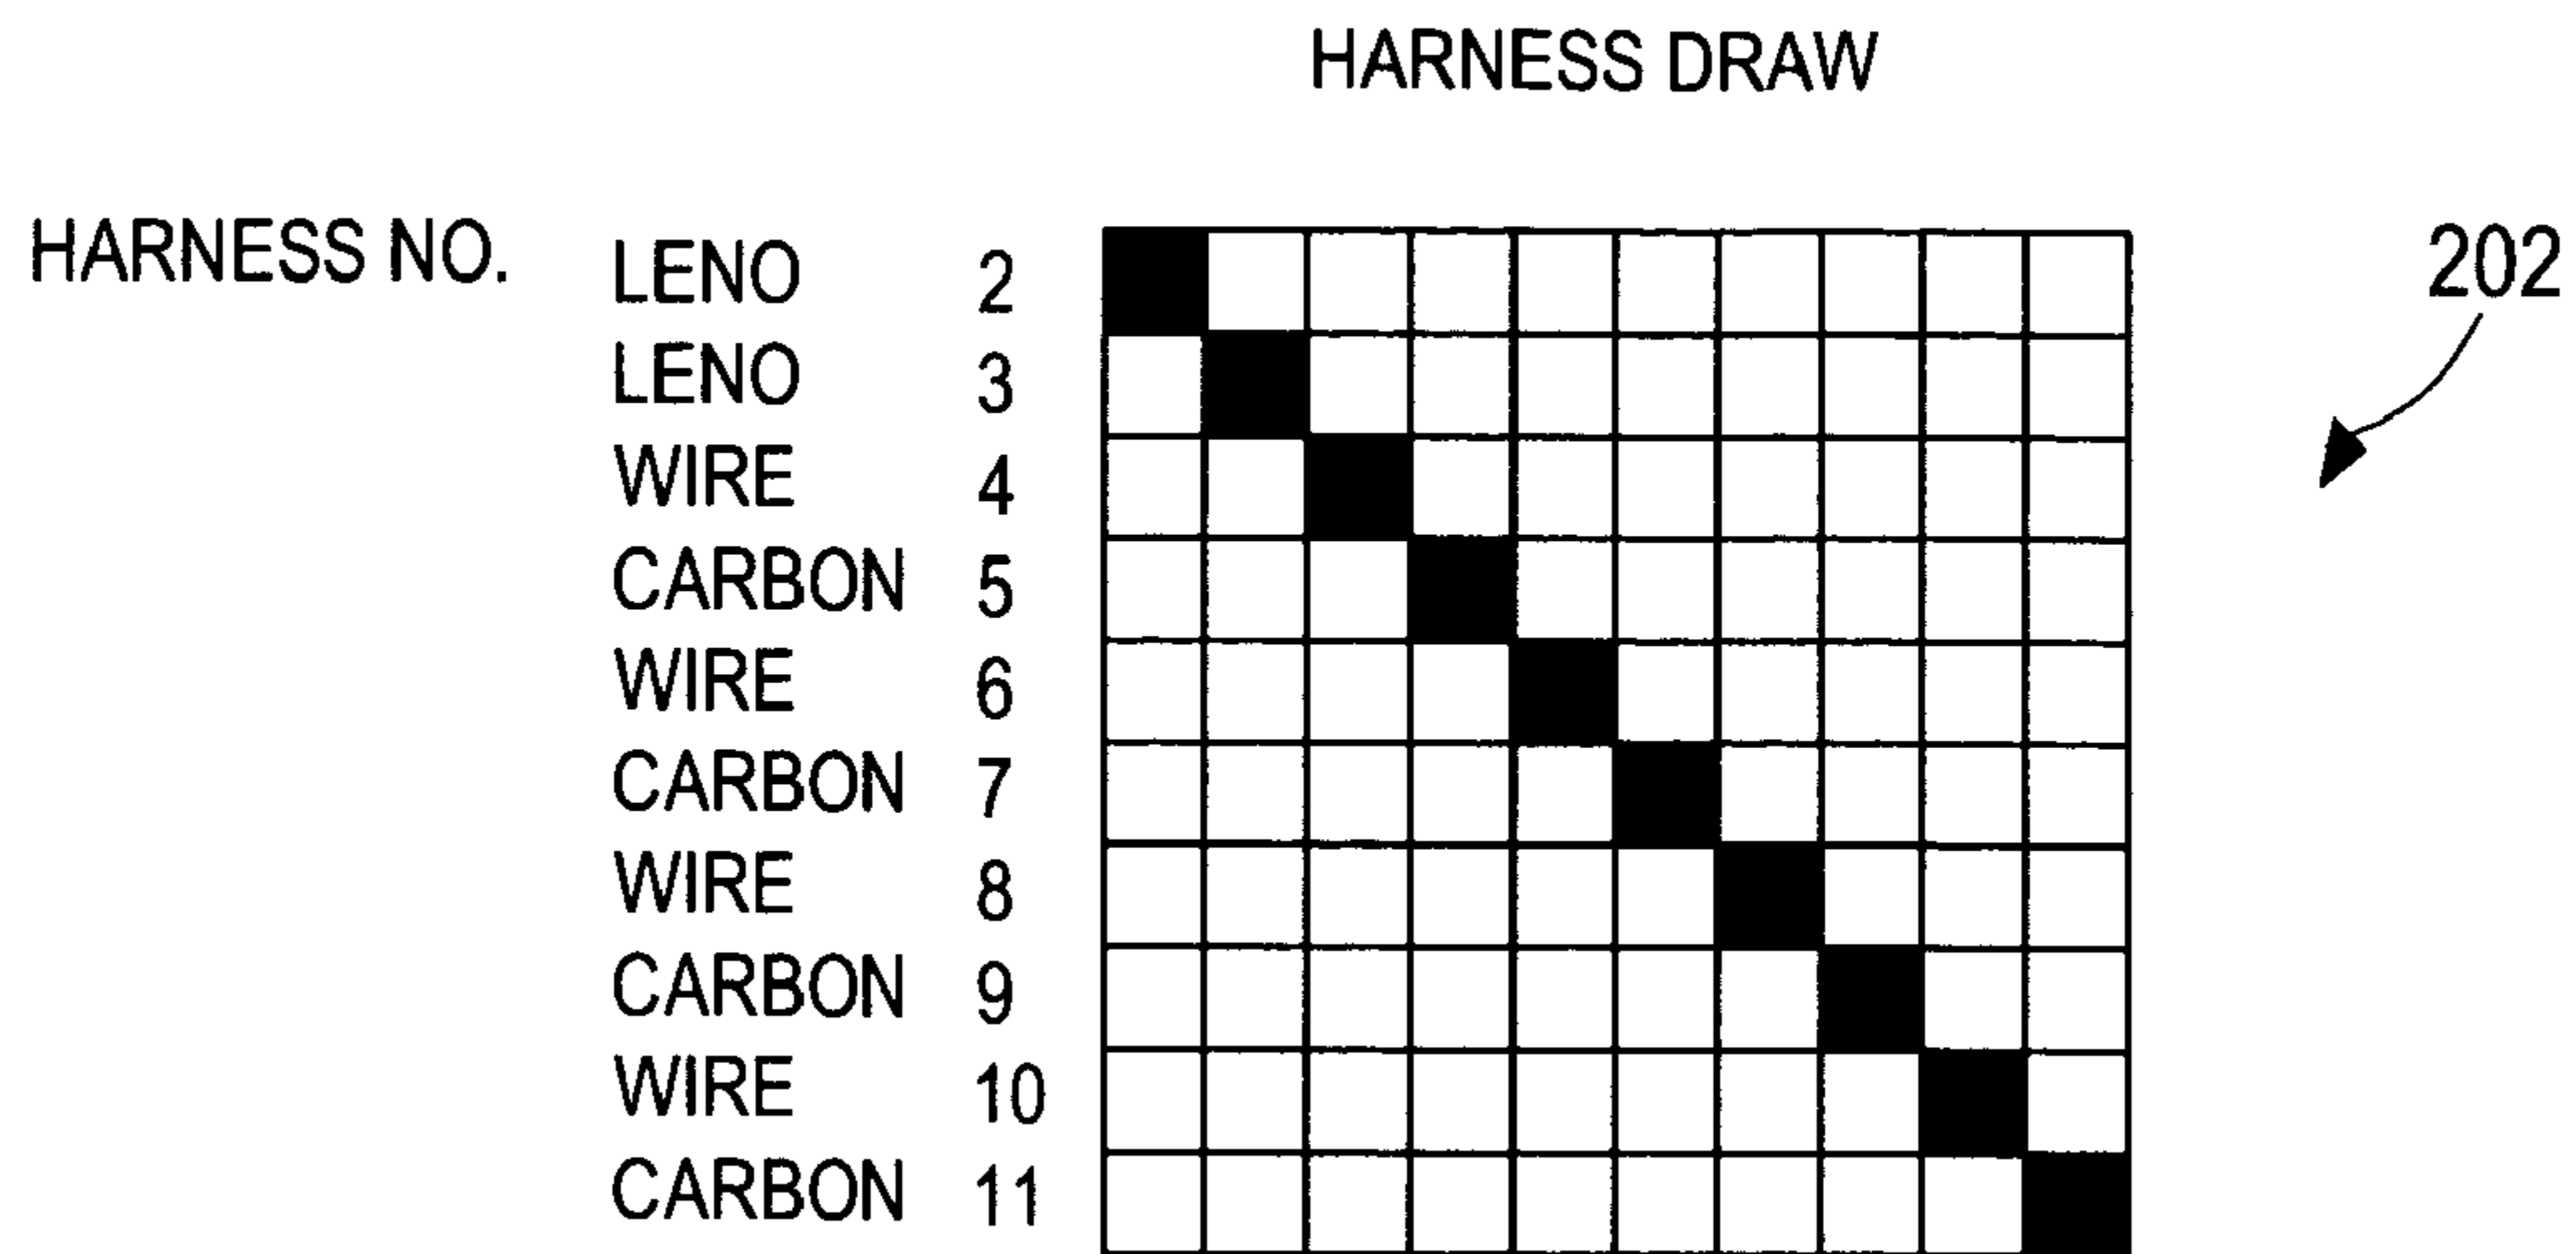 HARNESS DRAW
HARNESS NO. LENO 2
202
LENO 3
WIRE 4
CARBON 5
WIRE 6
CARBON 7
WIRE 8
CARBON 9
WIRE 10
CARBON 11